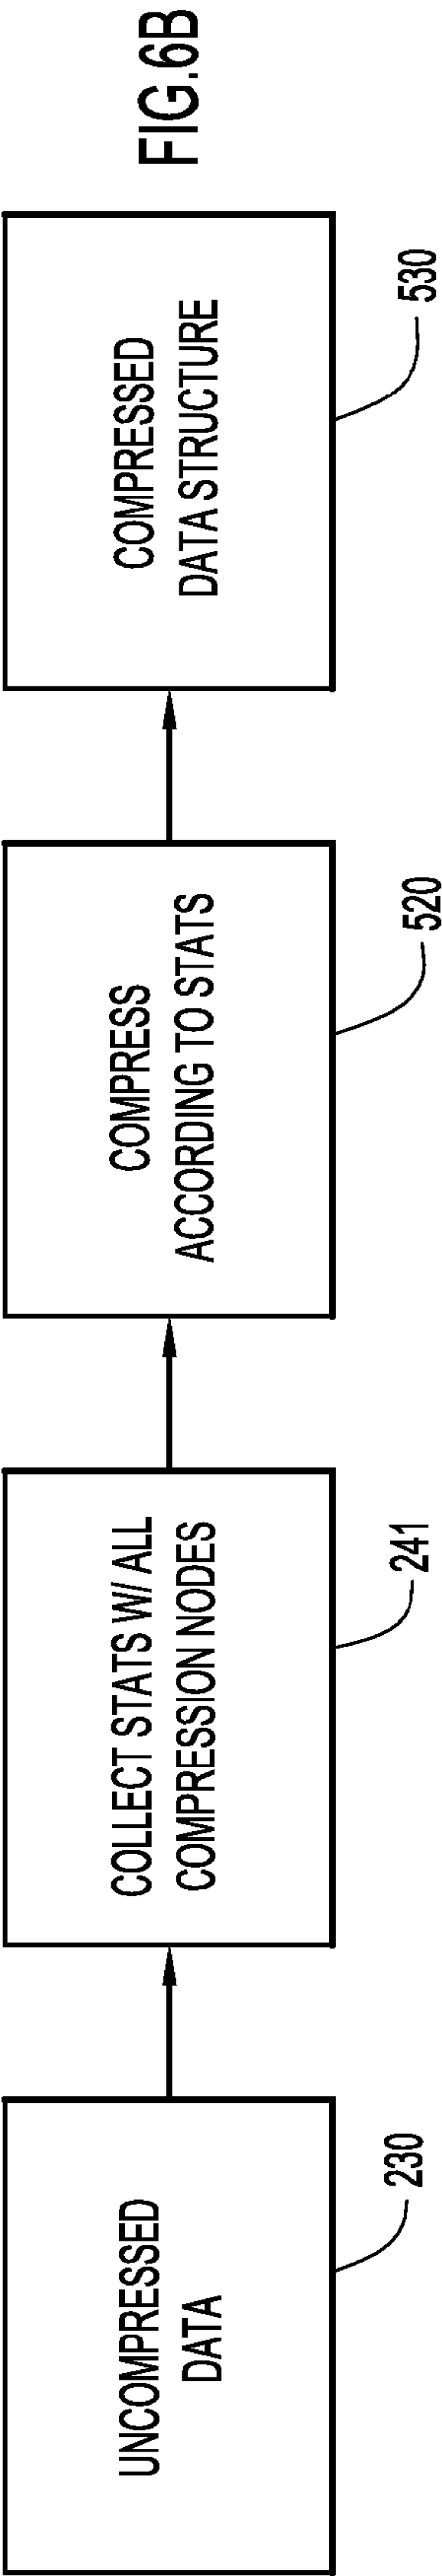 UNCOMPRESSED
DATA
230
COLLECT STATS W/ ALL
COMPRESSION NODES
241
COMPRESS
ACCORDING TO STATS
520
COMPRESSED
DATA STRUCTURE
530
FIG.6B